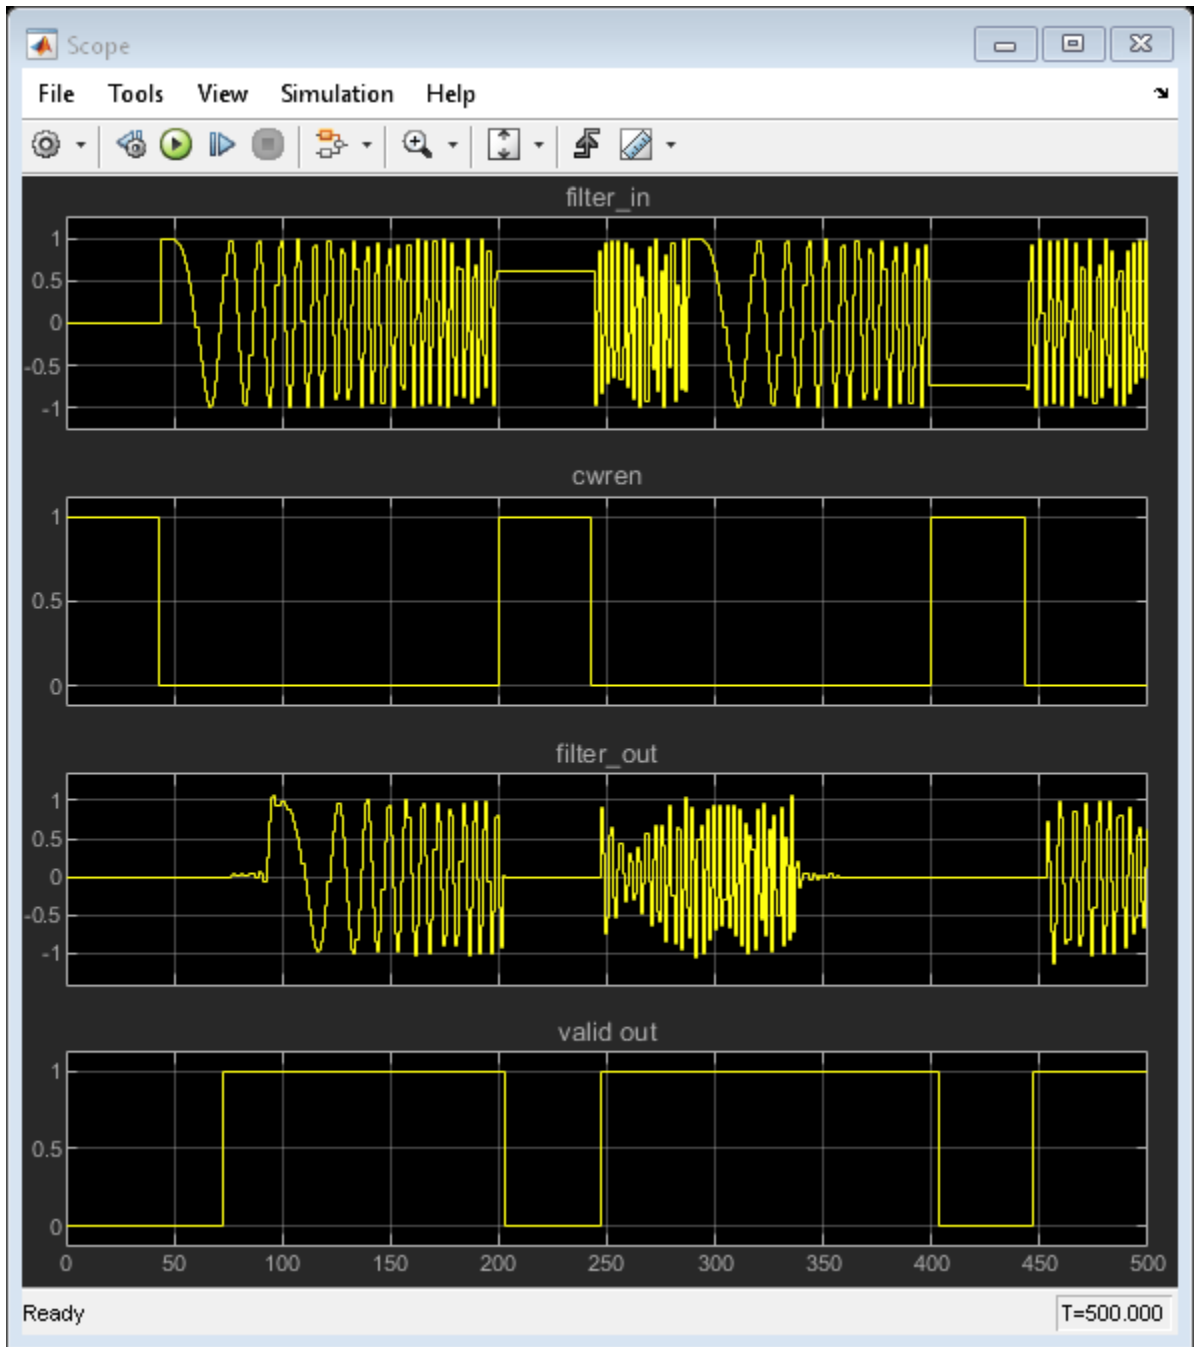 Scope
File Tools View Simulation Help
filter_in
1
0.5
0
-0.5
-1
cwren
1
0.5
0
filter_out
1
0.5
0
-0.5
-1
valid out
1
0.5
0
0 50 100 150 200 250 300 350 400 450 500
Ready T=500.000